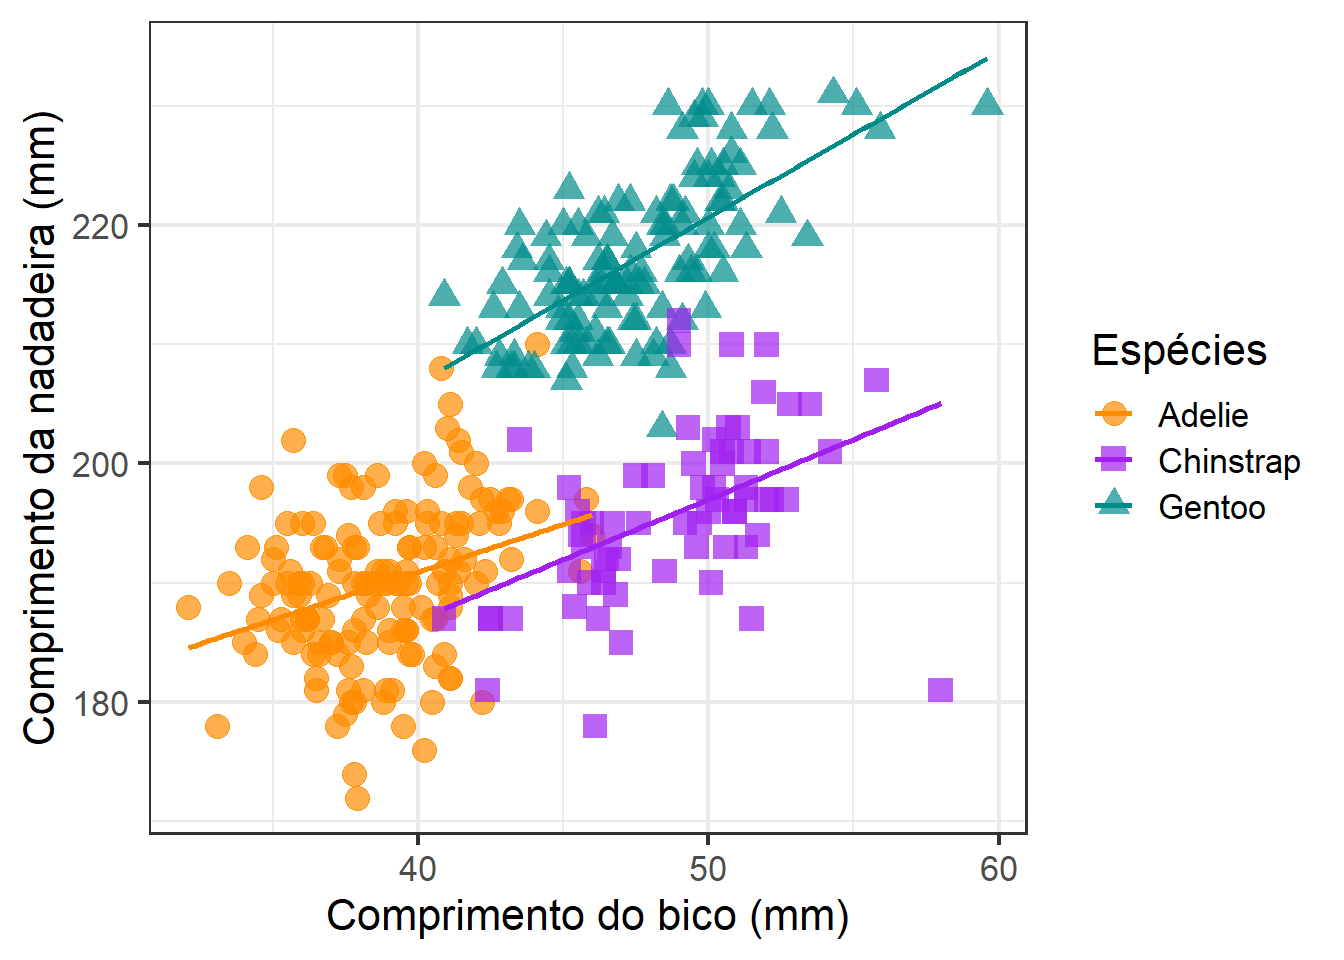 Comprimento da nadadeira (mm)
220
200
180
40
50
60
Comprimento do bico (mm)
Espécies
Adelie
Chinstrap
Gentoo